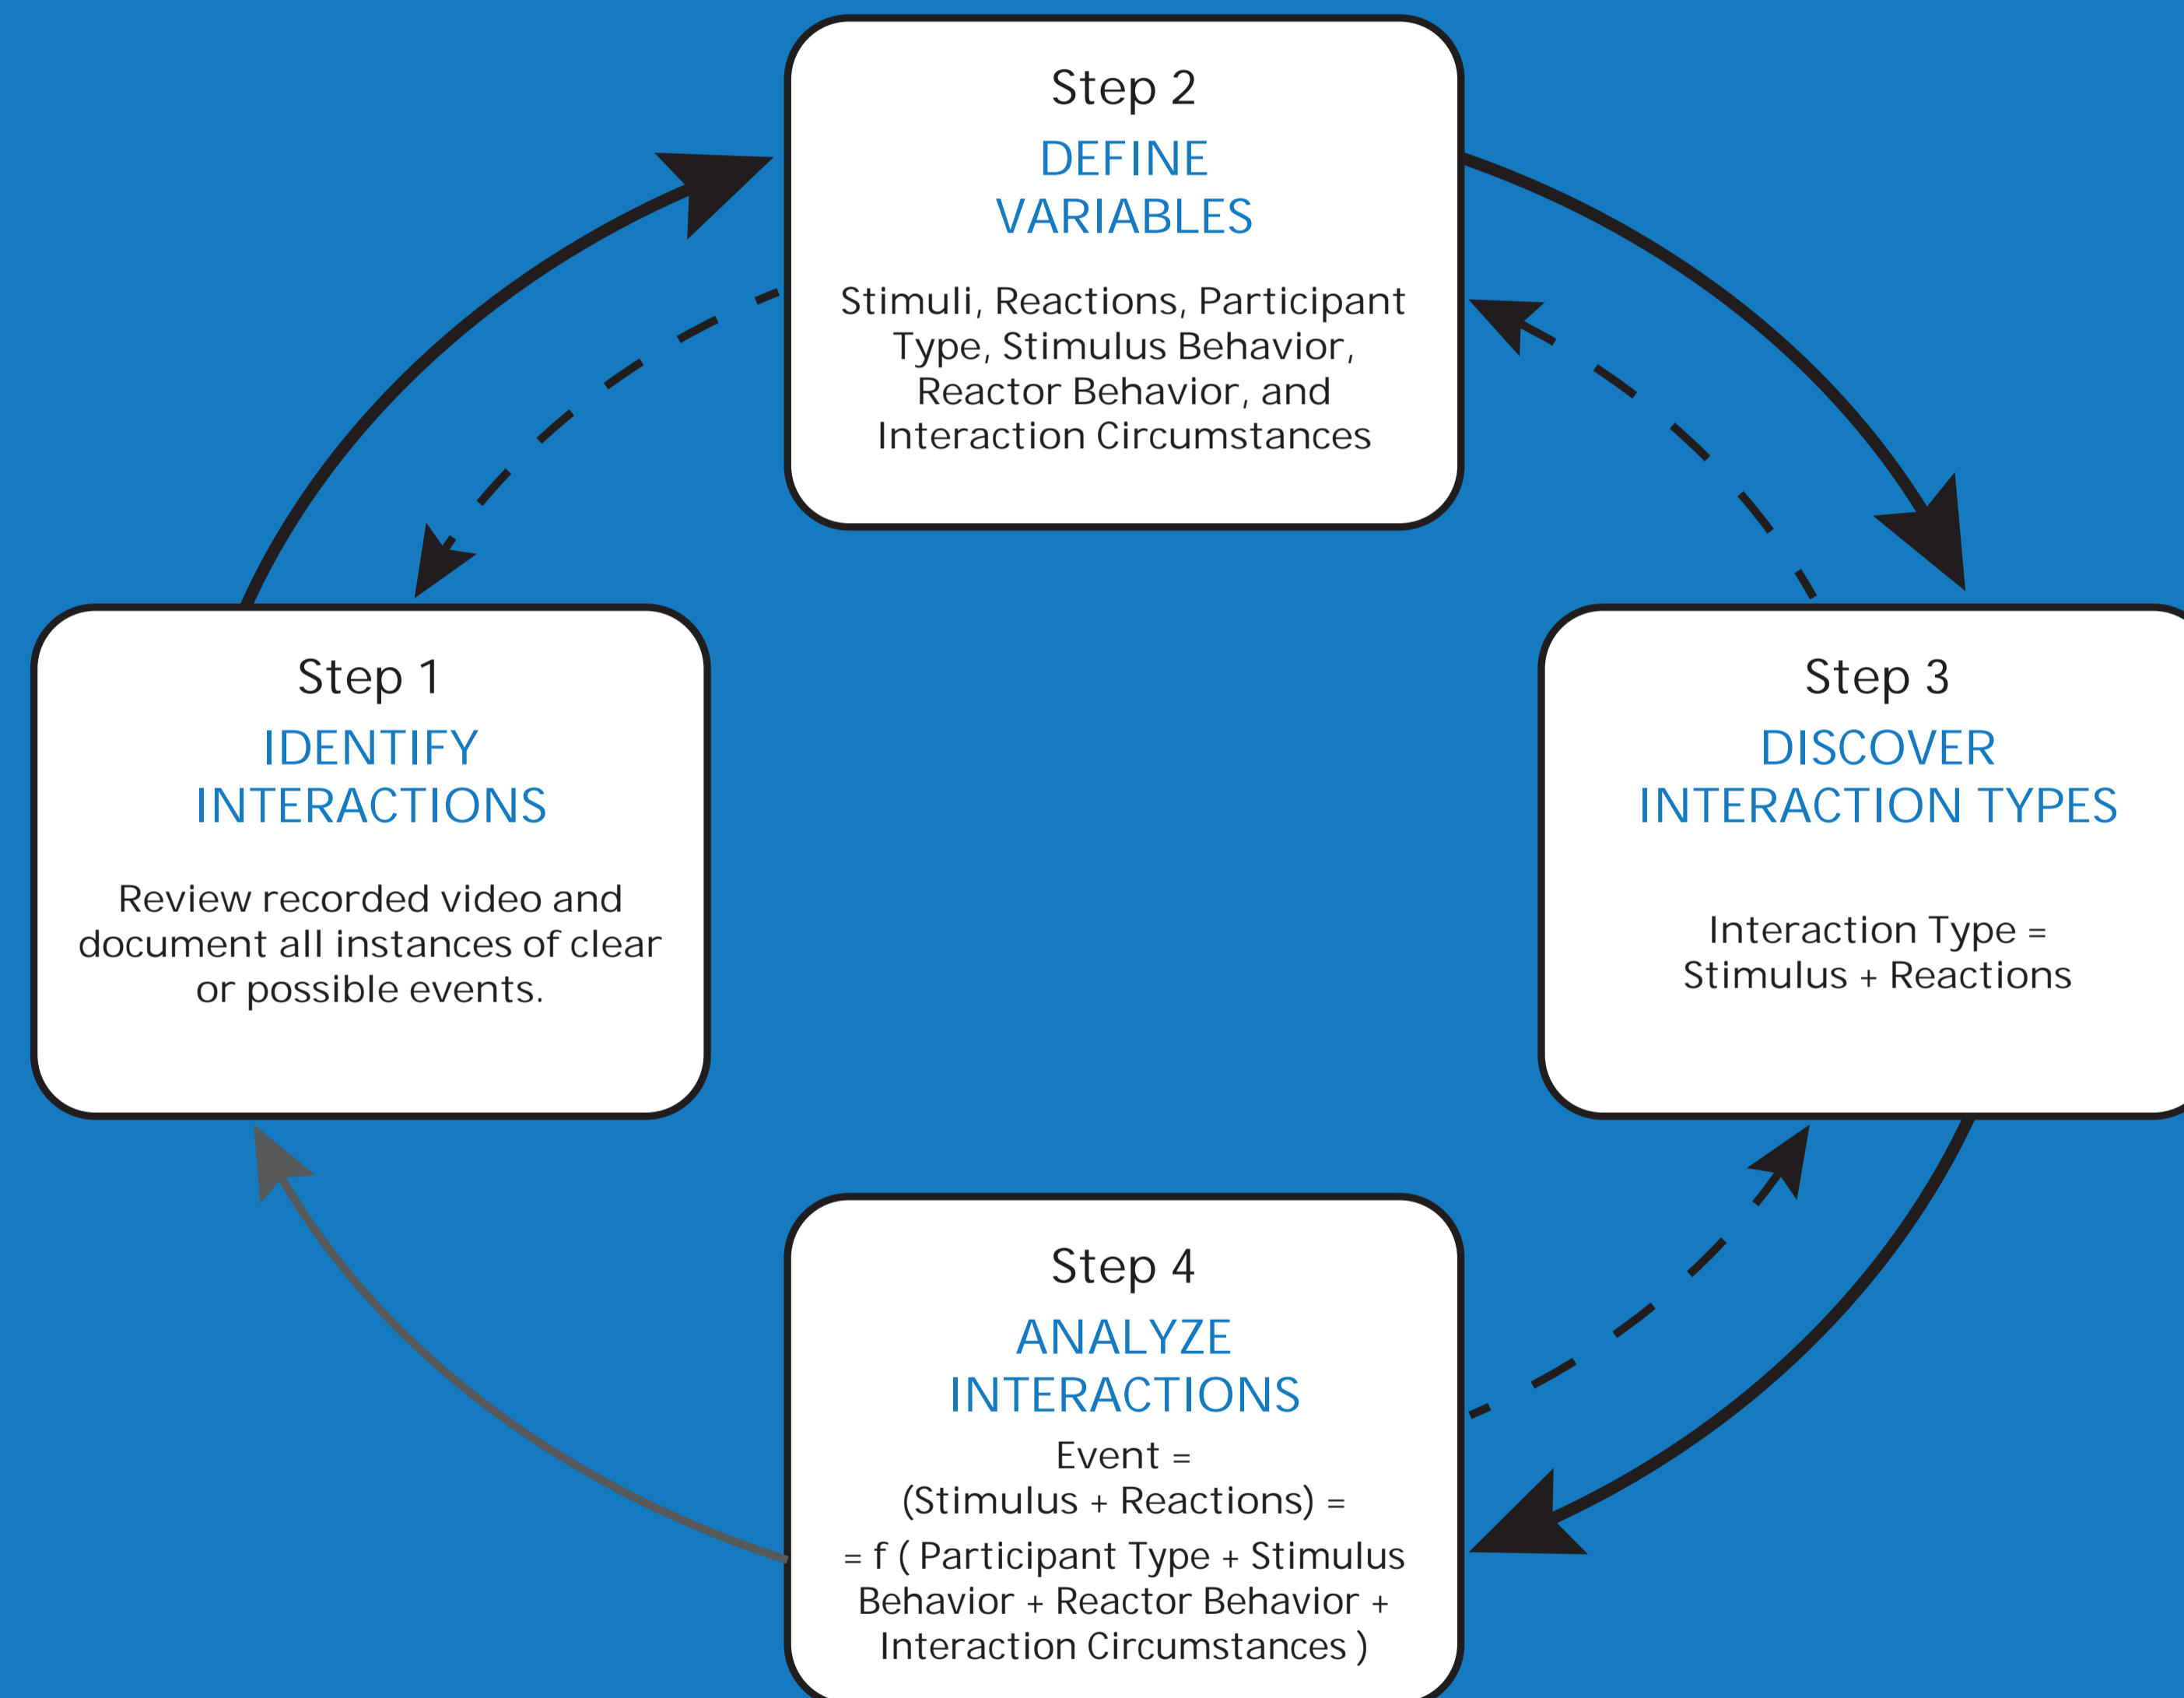 Step 2
DEFINE
VARIABLES
Stimuli, Reactions, Participant
Type, Stimulus Behavior,
Reactor Behavior, and
Interaction Circumstances
Step 1
IDENTIFY
INTERACTIONS
Review recorded video and
document all instances of clear
or possible events.
Step 3
DISCOVER
INTERACTION TYPES
Interaction Type =
Stimulus + Reactions
Step 4
ANALYZE
INTERACTIONS
Event =
(Stimulus + Reactions) =
= f ( Participant Type + Stimulus
Behavior + Reactor Behavior +
Interaction Circumstances )